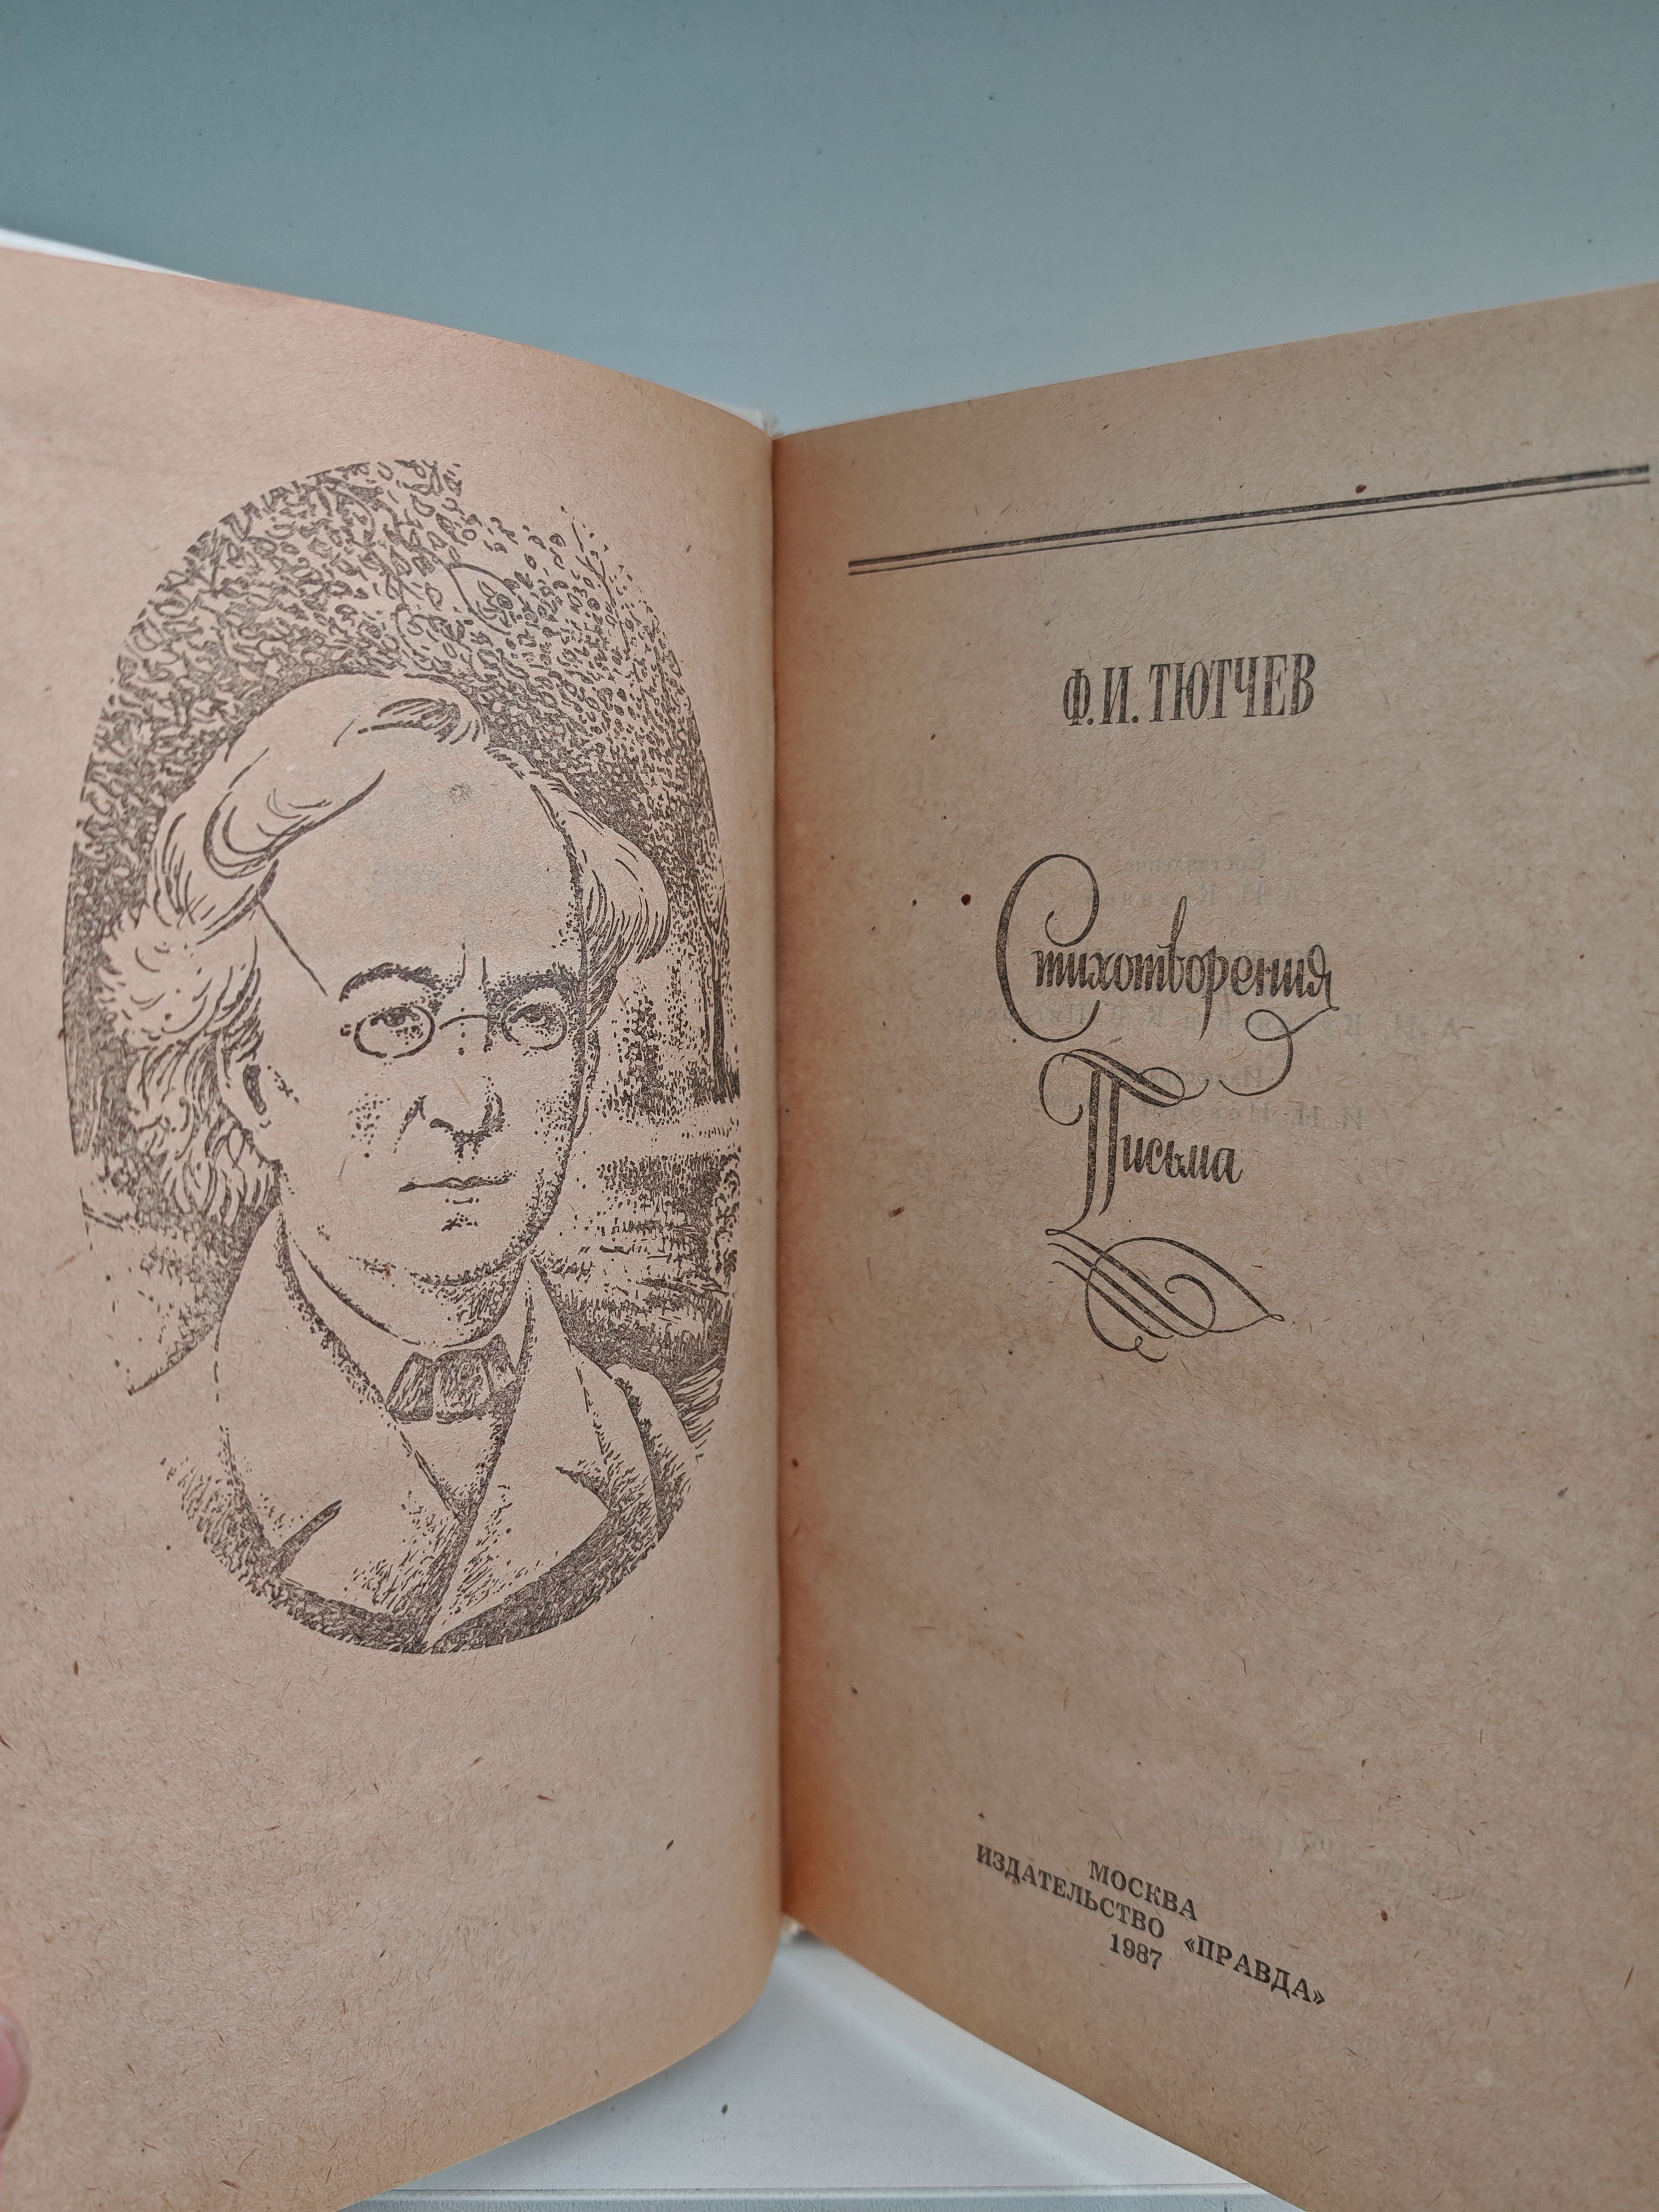 Ф. И. ТЮТЧЕВ
Стихотворения
Письма
МОСКВА
ИЗДАТЕЛЬСТВО «ПРАВДА»
1987